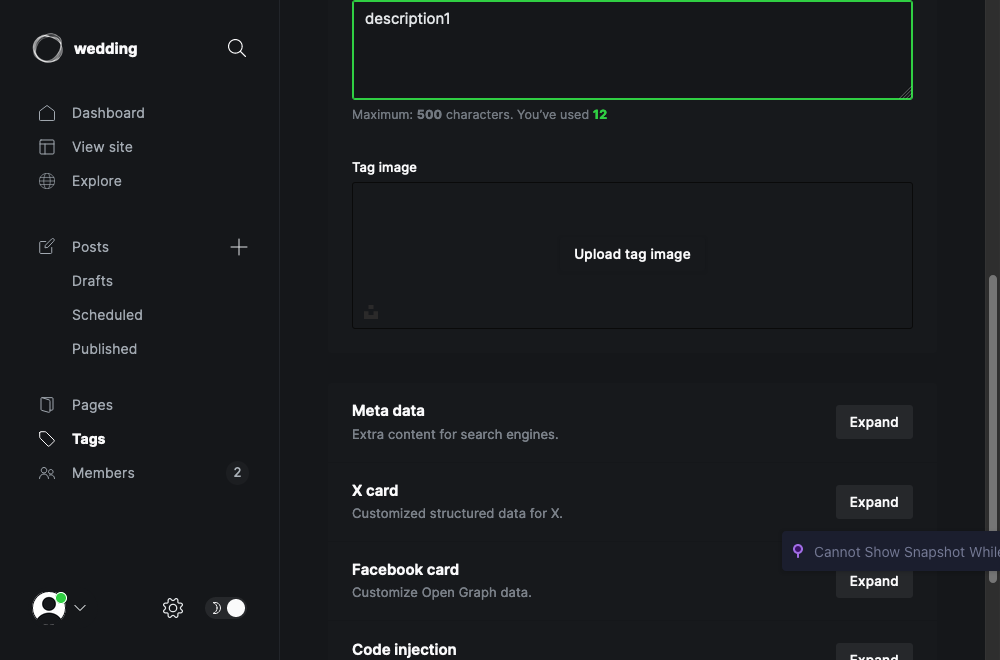 wedding
Dashboard
View site
Explore
Posts
Drafts
Scheduled
Published
Pages
Tags
Members 2
description1
Maximum: 500 characters. You’ve used 12
Tag image
Upload tag image
Meta data
Extra content for search engines.
Expand
X card
Customized structured data for X.
Expand
Cannot Show Snapshot While
Facebook card
Customize Open Graph data.
Expand
Code injection
Expand